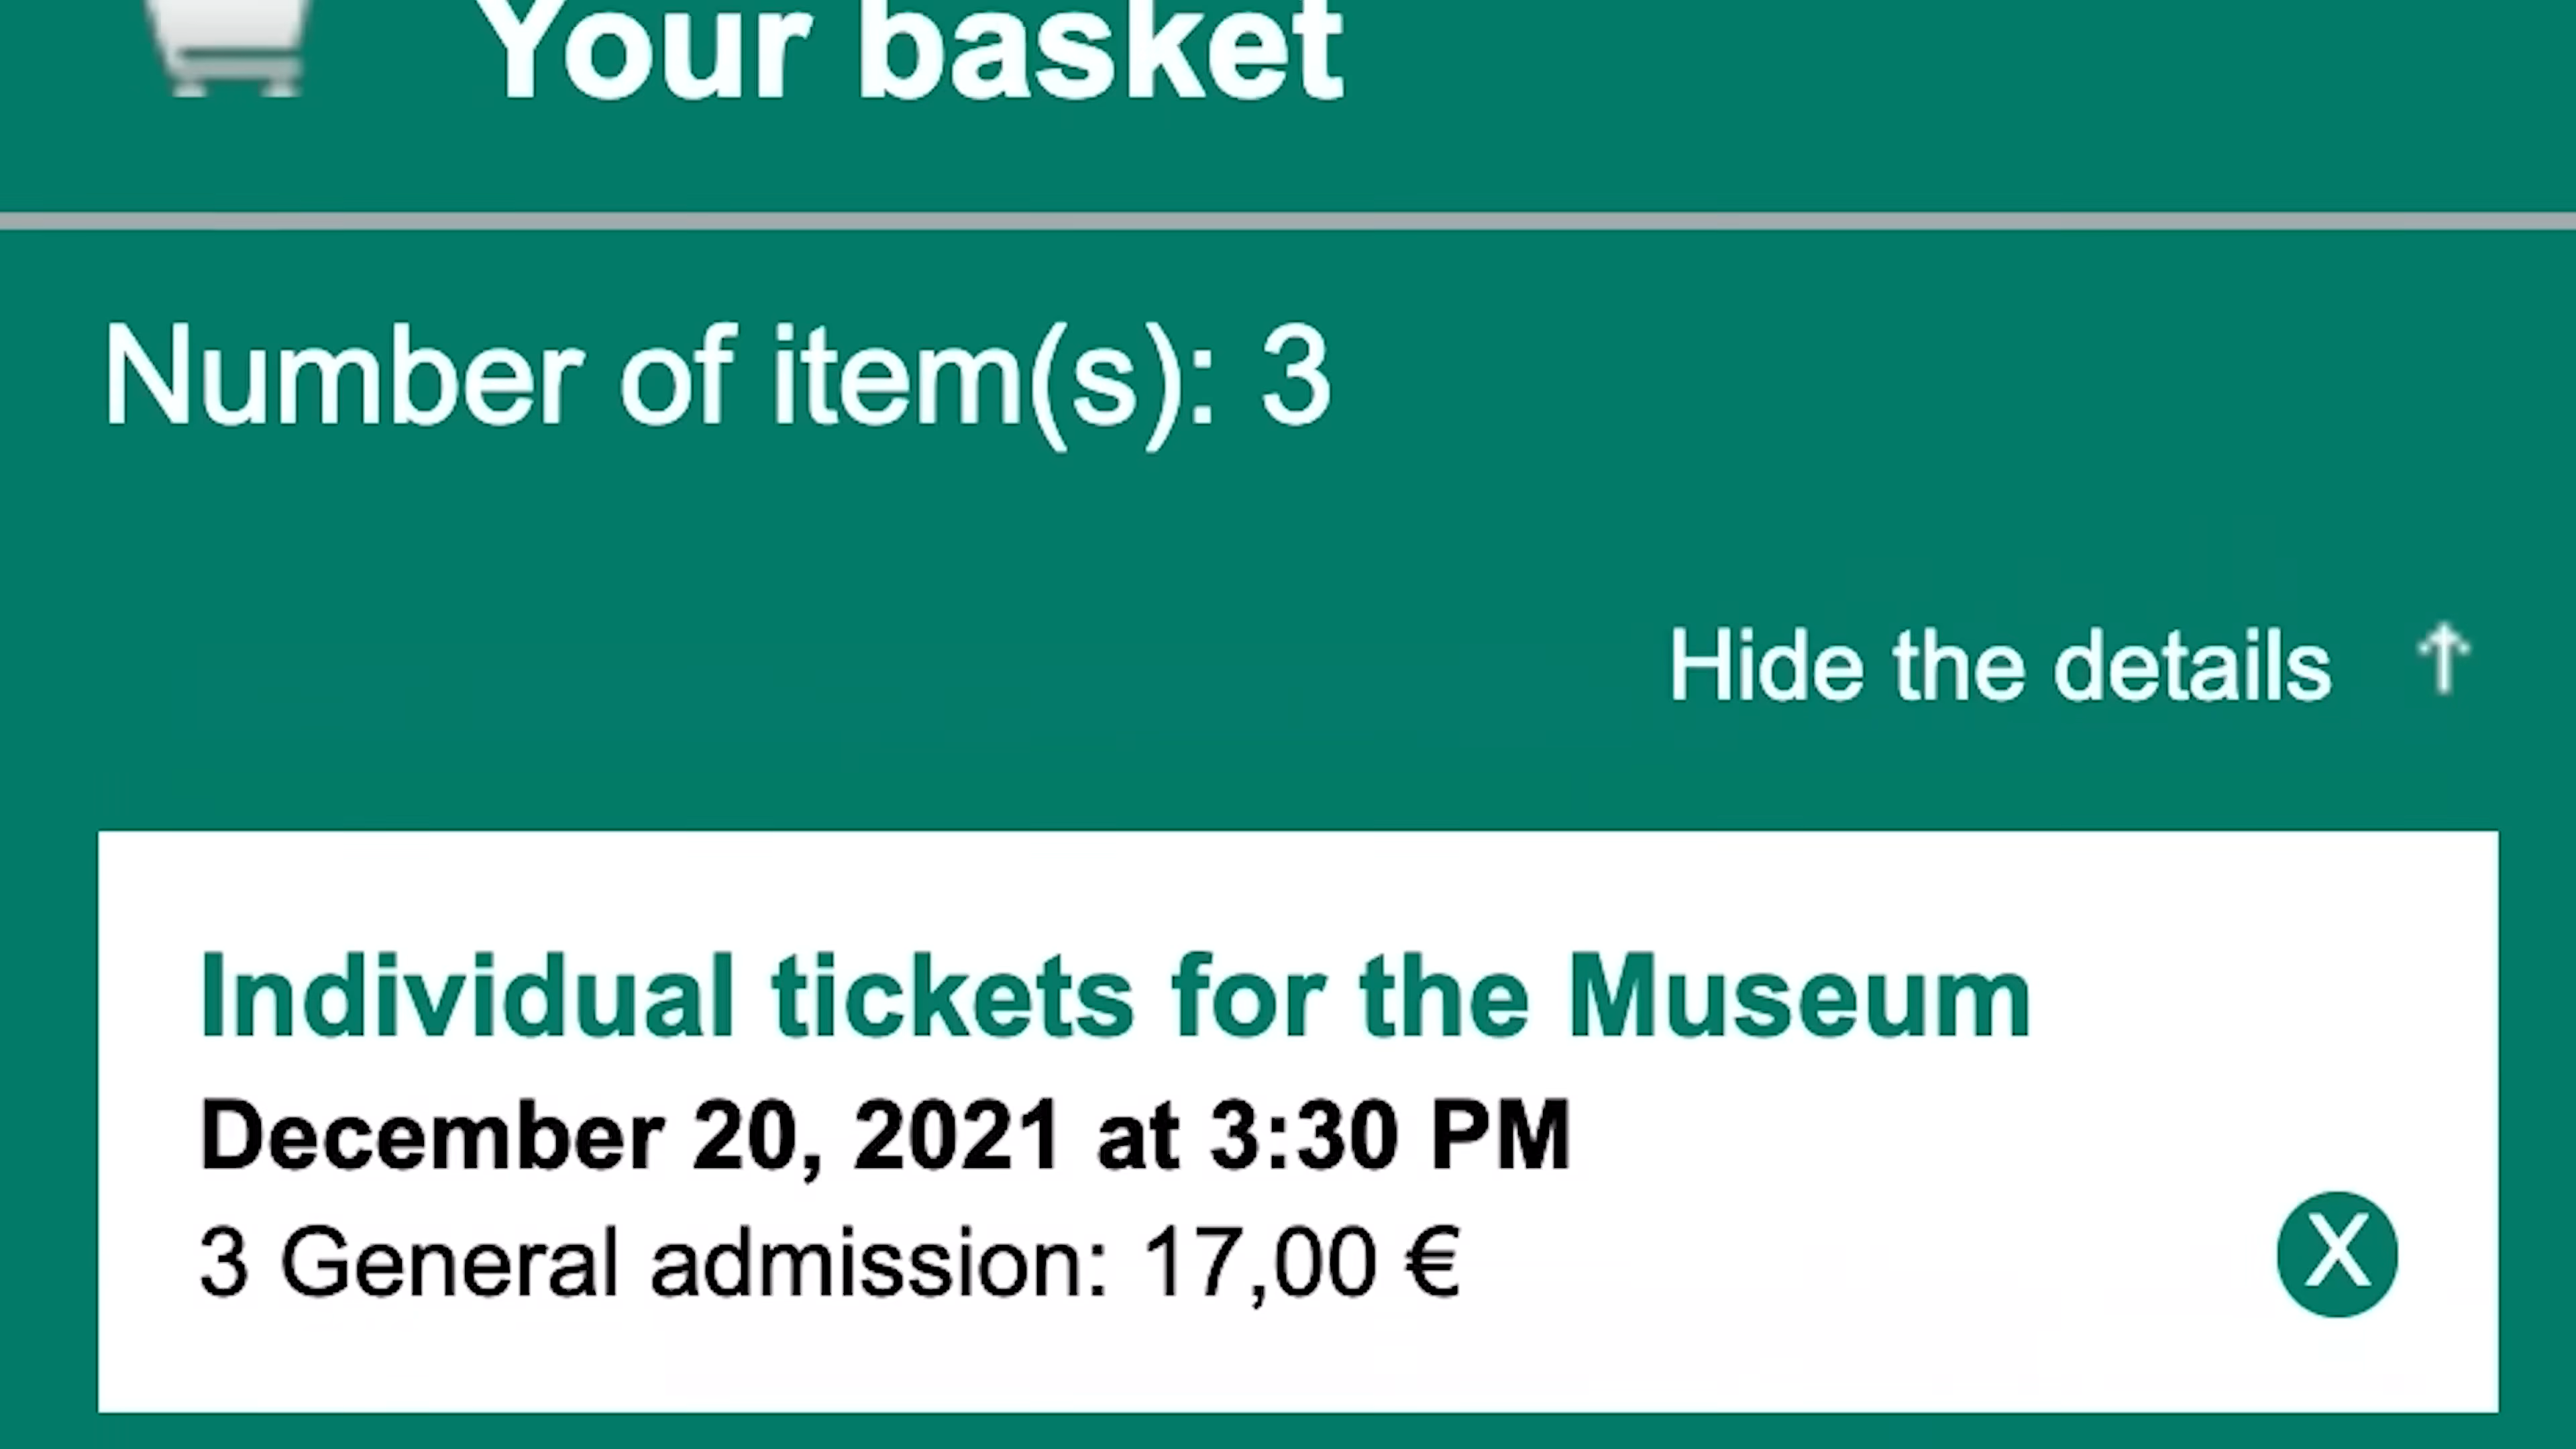 Your basket
Number of item(s): 3
Hide the details ↑
Individual tickets for the Museum
December 20, 2021 at 3:30 PM
3 General admission: 17,00 €
X